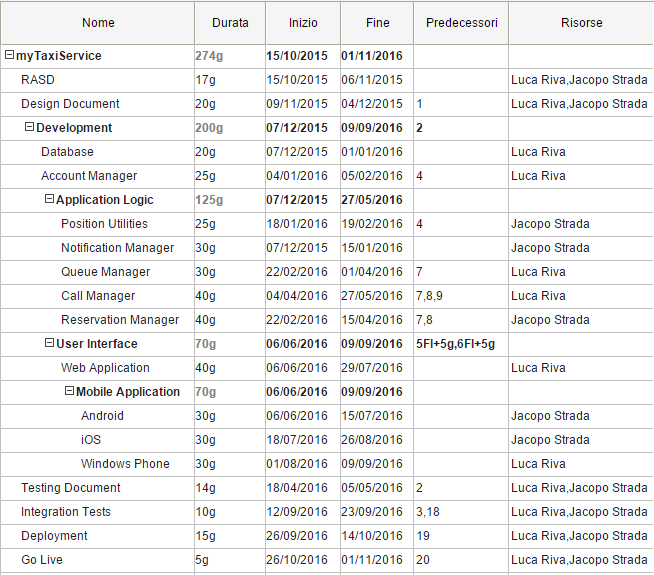 Nome Durata Inizio Fine Predecessori Risorse
myTaxiService 274g 15/10/2015 01/11/2016
RASD 17g 15/10/2015 06/11/2015 Luca Riva,Jacopo Strada
Design Document 20g 09/11/2015 04/12/2015 1 Luca Riva,Jacopo Strada
Development 200g 07/12/2015 09/09/2016 2
Database 20g 07/12/2015 01/01/2016 Luca Riva
Account Manager 25g 04/01/2016 05/02/2016 4 Luca Riva
Application Logic 125g 07/12/2015 27/05/2016
Position Utilities 25g 18/01/2016 19/02/2016 4 Jacopo Strada
Notification Manager 30g 07/12/2015 15/01/2016 Jacopo Strada
Queue Manager 30g 22/02/2016 01/04/2016 7 Luca Riva
Call Manager 40g 04/04/2016 27/05/2016 7,8,9 Luca Riva
Reservation Manager 40g 22/02/2016 15/04/2016 7,8 Jacopo Strada
User Interface 70g 06/06/2016 09/09/2016 5FI+5g,6FI+5g
Web Application 40g 06/06/2016 29/07/2016 Luca Riva
Mobile Application 70g 06/06/2016 09/09/2016
Android 30g 06/06/2016 15/07/2016 Jacopo Strada
iOS 30g 18/07/2016 26/08/2016 Jacopo Strada
Windows Phone 30g 01/08/2016 09/09/2016 Luca Riva
Testing Document 14g 18/04/2016 05/05/2016 2 Luca Riva,Jacopo Strada
Integration Tests 10g 12/09/2016 23/09/2016 3,18 Luca Riva,Jacopo Strada
Deployment 15g 26/09/2016 14/10/2016 19 Luca Riva,Jacopo Strada
Go Live 5g 26/10/2016 01/11/2016 20 Luca Riva,Jacopo Strada